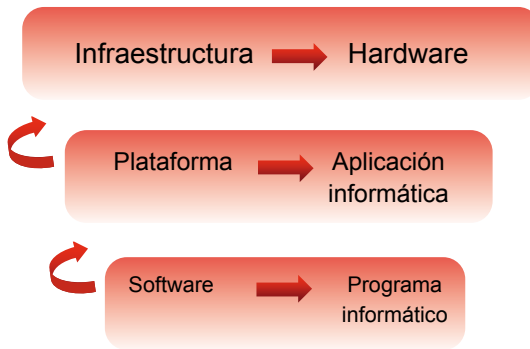 Infraestructura Hardware
Plataforma Aplicación
informática
Software Programa
informático